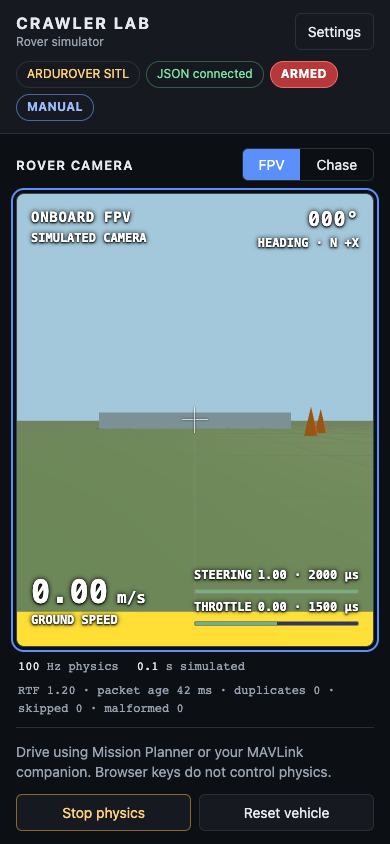 CRAWLER LAB
Rover simulator
Settings
ARDUROVER SITL
JSON connected
ARMED
MANUAL
ROVER CAMERA
FPV
Chase
ONBOARD FPV
SIMULATED CAMERA
000°
HEADING · N +X
0.00 m/s
GROUND SPEED
STEERING 1.00 · 2000 µs
THROTTLE 0.00 · 1500 µs
100 Hz physics 0.1 s simulated
RTF 1.20 · packet age 42 ms · duplicates 0 ·
skipped 0 · malformed 0
Drive using Mission Planner or your MAVLink
companion. Browser keys do not control physics.
Stop physics
Reset vehicle